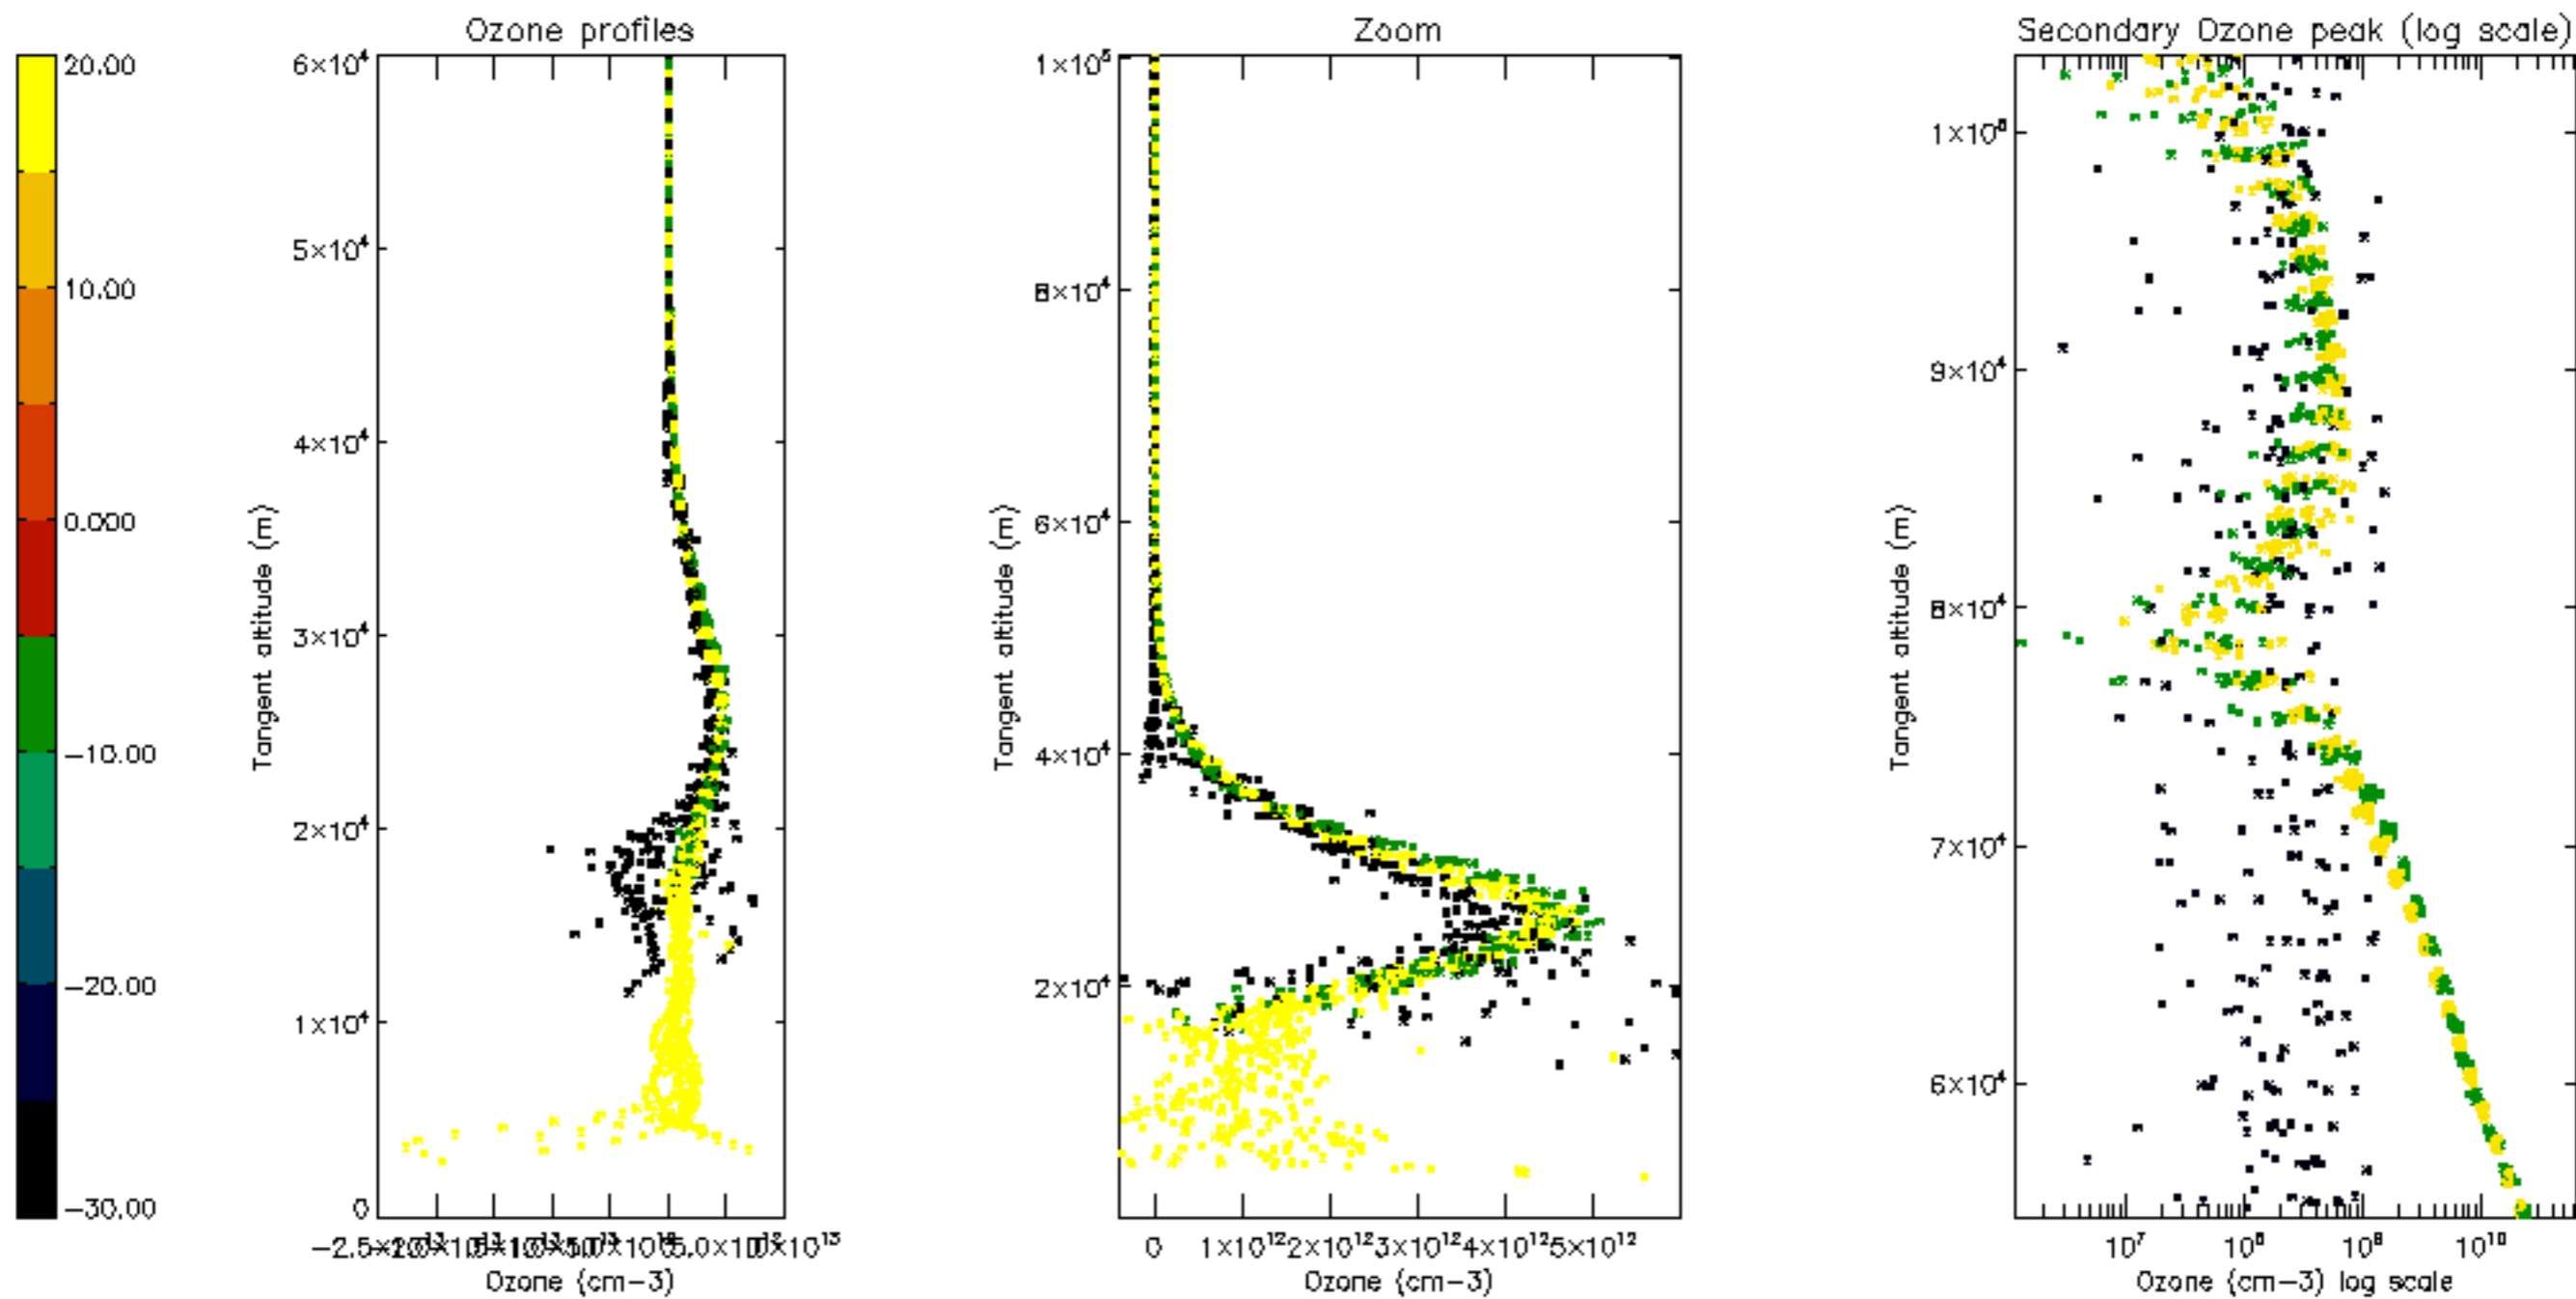 Ozone profiles
Zoom
Secondary Ozone peak (log scale)
20.00
10.00
0.000
−10.00
−20.00
−30.00
6×10⁴
5×10⁴
4×10⁴
3×10⁴
2×10⁴
1×10⁴
0
Tangent altitude (m)
Ozone (cm−3)
1×10⁵
8×10⁴
6×10⁴
4×10⁴
2×10⁴
Tangent altitude (m)
0 1×10¹² 2×10¹² 3×10¹² 4×10¹² 5×10¹²
Ozone (cm−3)
9×10⁴
8×10⁴
7×10⁴
6×10⁴
Tangent altitude (m)
10⁷ 10⁸ 10⁹ 10¹⁰
Ozone (cm−3) log scale